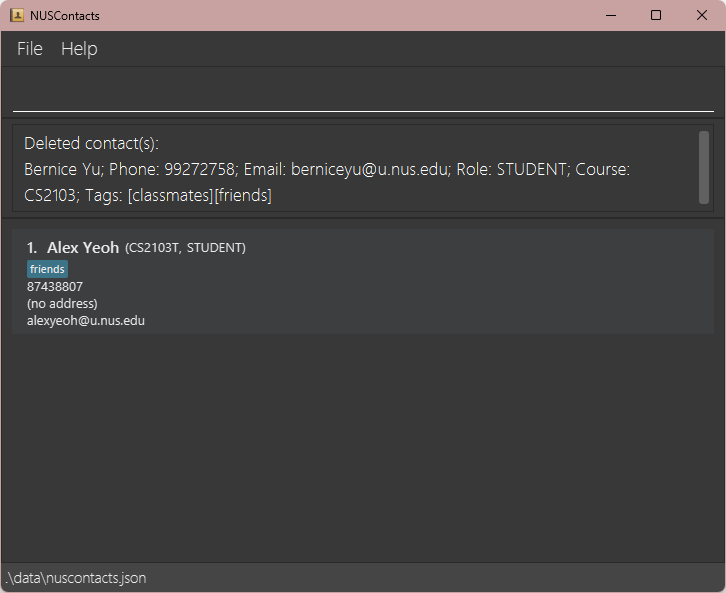 NUSContacts
File Help
Deleted contact(s):
Bernice Yu; Phone: 99272758; Email: berniceyu@u.nus.edu; Role: STUDENT; Course:
CS2103; Tags: [classmates][friends]
1. Alex Yeoh (CS2103T, STUDENT)
friends
87438807
(no address)
alexyeoh@u.nus.edu
.\data\nuscontacts.json